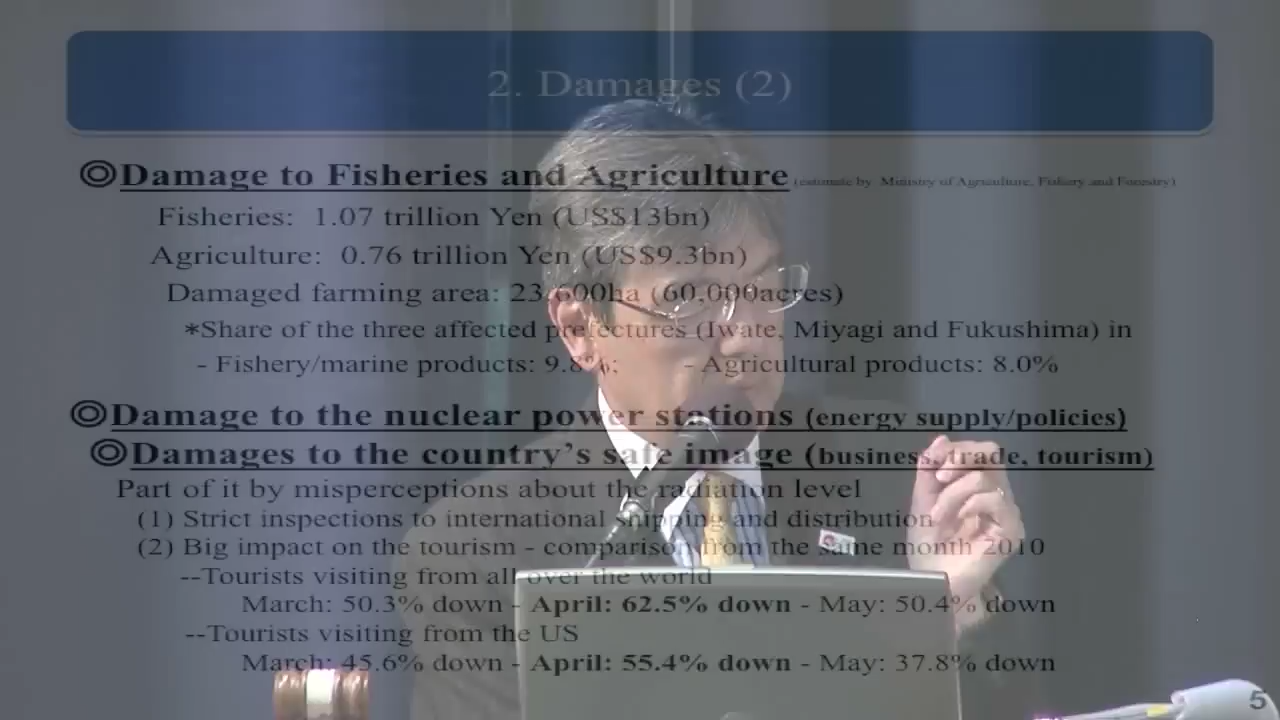 2. Damages (2)
◎Damage to Fisheries and Agriculture (estimate by Ministry of Agriculture, Fishery and Forestry)
Fisheries: 1.07 trillion Yen (US$13bn)
Agriculture: 0.76 trillion Yen (US$9.3bn)
Damaged farming area: 23,600ha (60,000acres)
*Share of the three affected prefectures (Iwate, Miyagi and Fukushima) in
- Fishery/marine products: 9.8%; - Agricultural products: 8.0%
◎Damage to the nuclear power stations (energy supply/policies)
◎Damages to the country's safe image (business, trade, tourism)
Part of it by misperceptions about the radiation level
(1) Strict inspections to international shipping and distribution
(2) Big impact on the tourism - comparison from the same month 2010
--Tourists visiting from all over the world
March: 50.3% down - April: 62.5% down - May: 50.4% down
--Tourists visiting from the US
March: 45.6% down - April: 55.4% down - May: 37.8% down
5